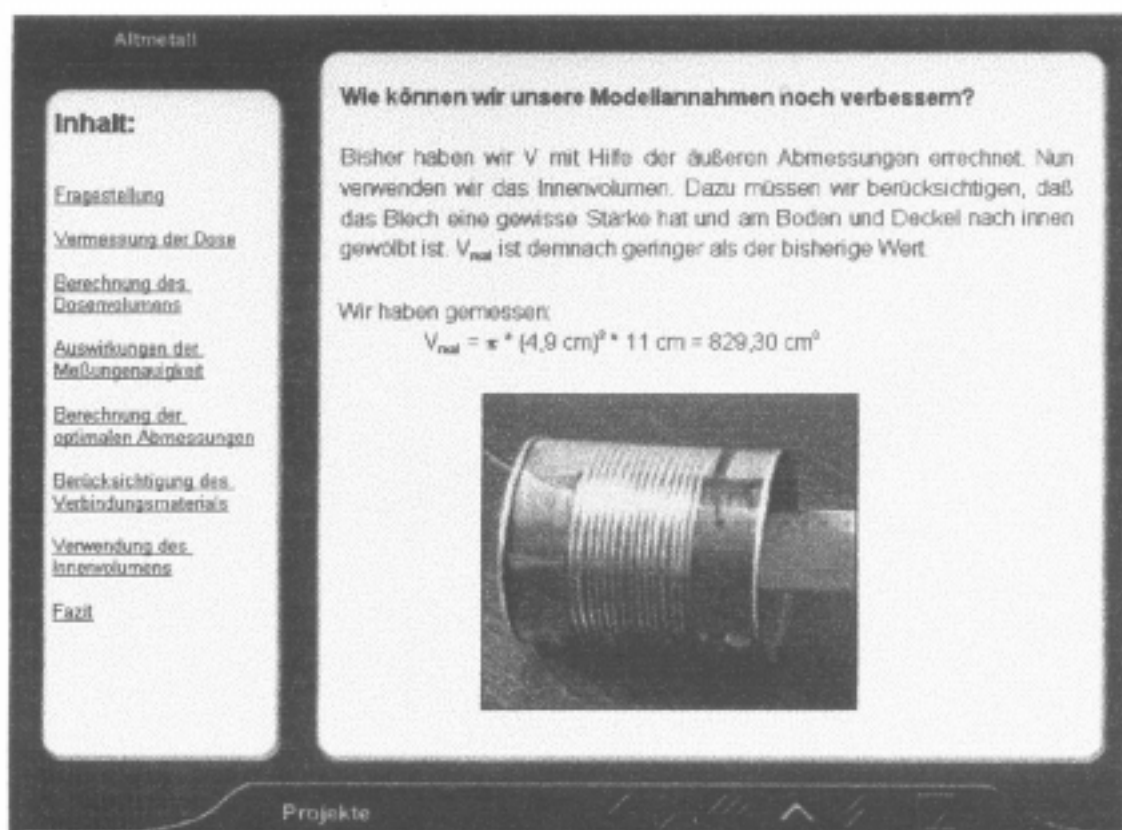 Altmetall
Inhalt:
Fragestellung
Vermessung der Dose
Berechnung des
Dosenvolumens
Auswirkungen der
Meßungenauigkeit
Berechnung der
optimalen Abmessungen
Berücksichtigung des
Verbindungsmaterials
Verwendung des
Innenvolumens
Fazit
Wie können wir unsere Modellannahmen noch verbessern?
Bisher haben wir V mit Hilfe der äußeren Abmessungen errechnet. Nun
verwenden wir das Innenvolumen. Dazu müssen wir berücksichtigen, daß
das Blech eine gewisse Stärke hat und am Boden und Deckel nach innen
gewölbt ist. V_real ist demnach geringer als der bisherige Wert.
Wir haben gemessen:
V_real = π * (4,9 cm)² * 11 cm = 829,30 cm³
Projekte